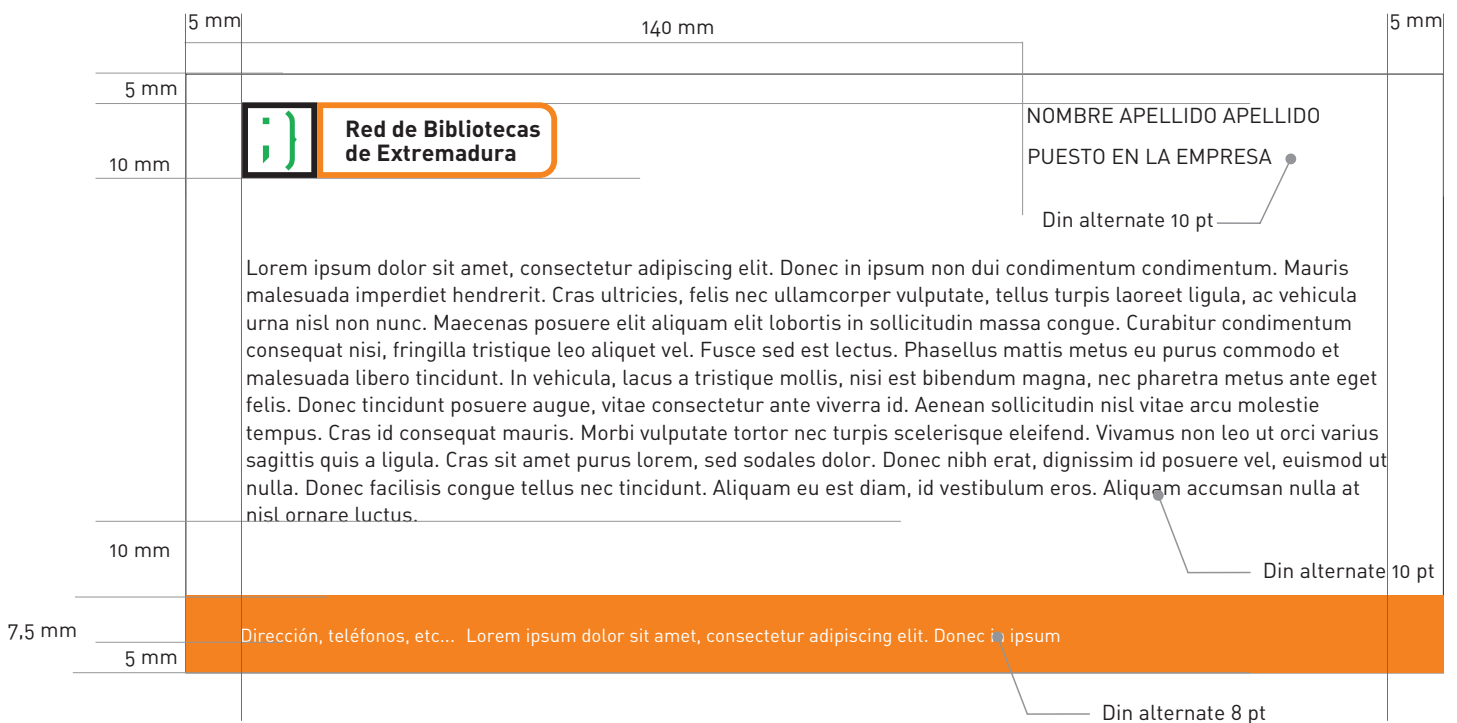 5 mm
140 mm
5 mm
5 mm
10 mm
Red de Bibliotecas
de Extremadura
NOMBRE APELLIDO APELLIDO
PUESTO EN LA EMPRESA
Din alternate 10 pt
Lorem ipsum dolor sit amet, consectetur adipiscing elit. Donec in ipsum non dui condimentum condimentum. Mauris
malesuada imperdiet hendrerit. Cras ultricies, felis nec ullamcorper vulputate, tellus turpis laoreet ligula, ac vehicula
urna nisl non nunc. Maecenas posuere elit aliquam elit lobortis in sollicitudin massa congue. Curabitur condimentum
consequat nisi, fringilla tristique leo aliquet vel. Fusce sed est lectus. Phasellus mattis metus eu purus commodo et
malesuada libero tincidunt. In vehicula, lacus a tristique mollis, nisi est bibendum magna, nec pharetra metus ante eget
felis. Donec tincidunt posuere augue, vitae consectetur ante viverra id. Aenean sollicitudin nisl vitae arcu molestie
tempus. Cras id consequat mauris. Morbi vulputate tortor nec turpis scelerisque eleifend. Vivamus non leo ut orci varius
sagittis quis a ligula. Cras sit amet purus lorem, sed sodales dolor. Donec nibh erat, dignissim id posuere vel, euismod ut
nulla. Donec facilisis congue tellus nec tincidunt. Aliquam eu est diam, id vestibulum eros. Aliquam accumsan nulla at
nisl ornare luctus.
10 mm
Din alternate 10 pt
7,5 mm
Dirección, teléfonos, etc... Lorem ipsum dolor sit amet, consectetur adipiscing elit. Donec in ipsum
5 mm
Din alternate 8 pt